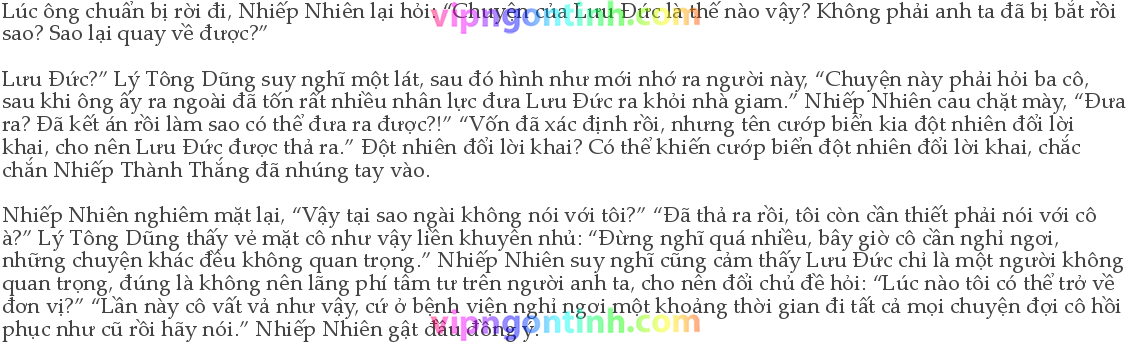 Lúc ông chuẩn bị rời đi, Nhiếp Nhiên lại hỏi: “Chuyện của Lưu Đức là thế nào vậy? Không phải anh ta đã bị bắt rồi
sao? Sao lại quay về được?”
Lưu Đức?” Lý Tông Dũng suy nghĩ một lát, sau đó hình như mới nhớ ra người này, “Chuyện này phải hỏi ba cô,
sau khi ông ấy ra ngoài đã tốn rất nhiều nhân lực đưa Lưu Đức ra khỏi nhà giam.” Nhiếp Nhiên cau chặt mày, “Đưa
ra? Đã kết án rồi làm sao có thể đưa ra được?!” “Vốn đã xác định rồi, nhưng tên cướp biển kia đột nhiên đổi lời
khai, cho nên Lưu Đức được thả ra.” Đột nhiên đổi lời khai? Có thể khiến cướp biển đột nhiên đổi lời khai, chắc
chắn Nhiếp Thành Thắng đã nhúng tay vào.
Nhiếp Nhiên nghiêm mặt lại, “Vậy tại sao ngài không nói với tôi?” “Đã thả ra rồi, tôi còn cần thiết phải nói với cô
à?” Lý Tông Dũng thấy vẻ mặt cô như vậy liền khuyên nhủ: “Đừng nghĩ quá nhiều, bây giờ cô cần nghỉ ngơi,
những chuyện khác đều không quan trọng.” Nhiếp Nhiên suy nghĩ cũng cảm thấy Lưu Đức chỉ là một người không
quan trọng, đúng là không nên lãng phí tâm tư trên người anh ta, cho nên đổi chủ đề hỏi: “Lúc nào tôi có thể trở về
đơn vị?” “Lần này cô vất vả như vậy, cứ ở bệnh viện nghỉ ngơi một khoảng thời gian đi tất cả mọi chuyện đợi cô hồi
phục như cũ rồi hãy nói.” Nhiếp Nhiên gật đầu đồng ý.
vipngontinh.com
vipngontinh.com